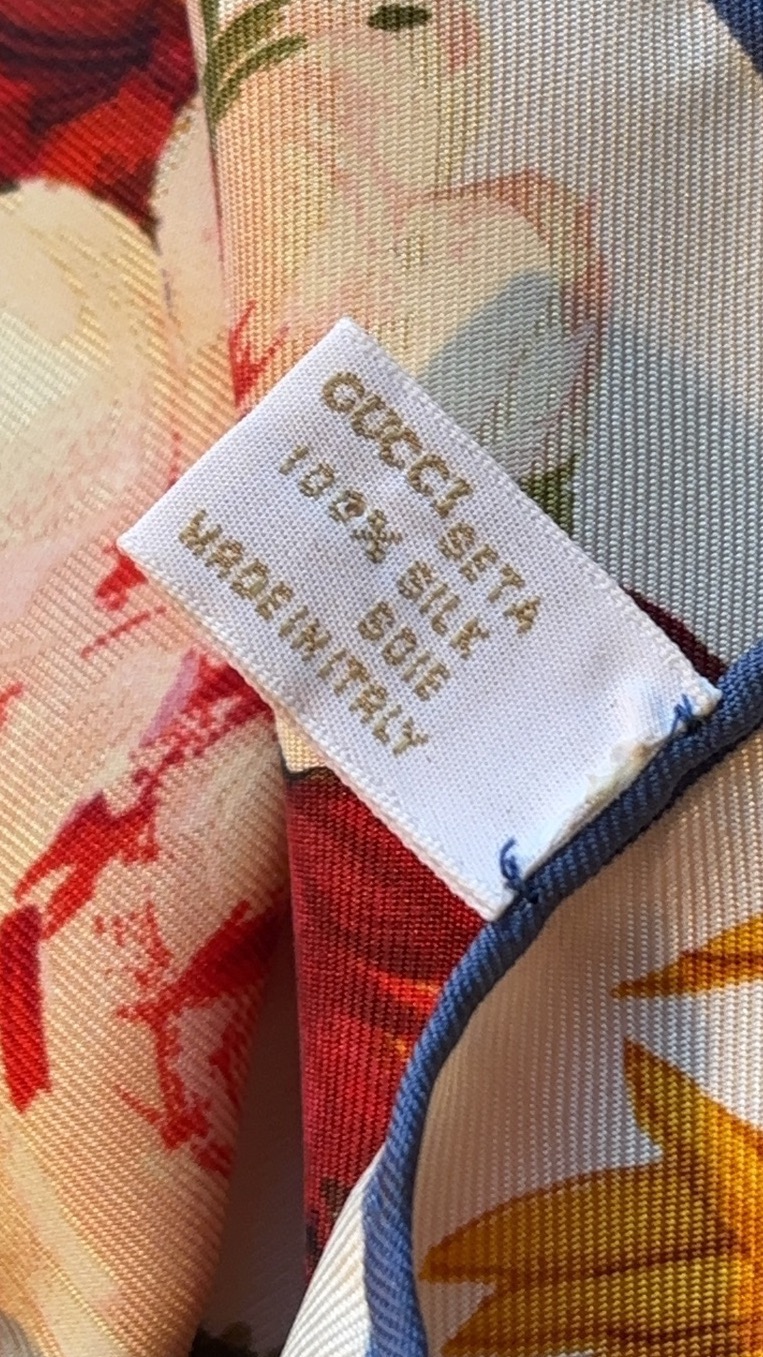 GUCCI
100% SETA
SILK
SOIE
MADE IN ITALY